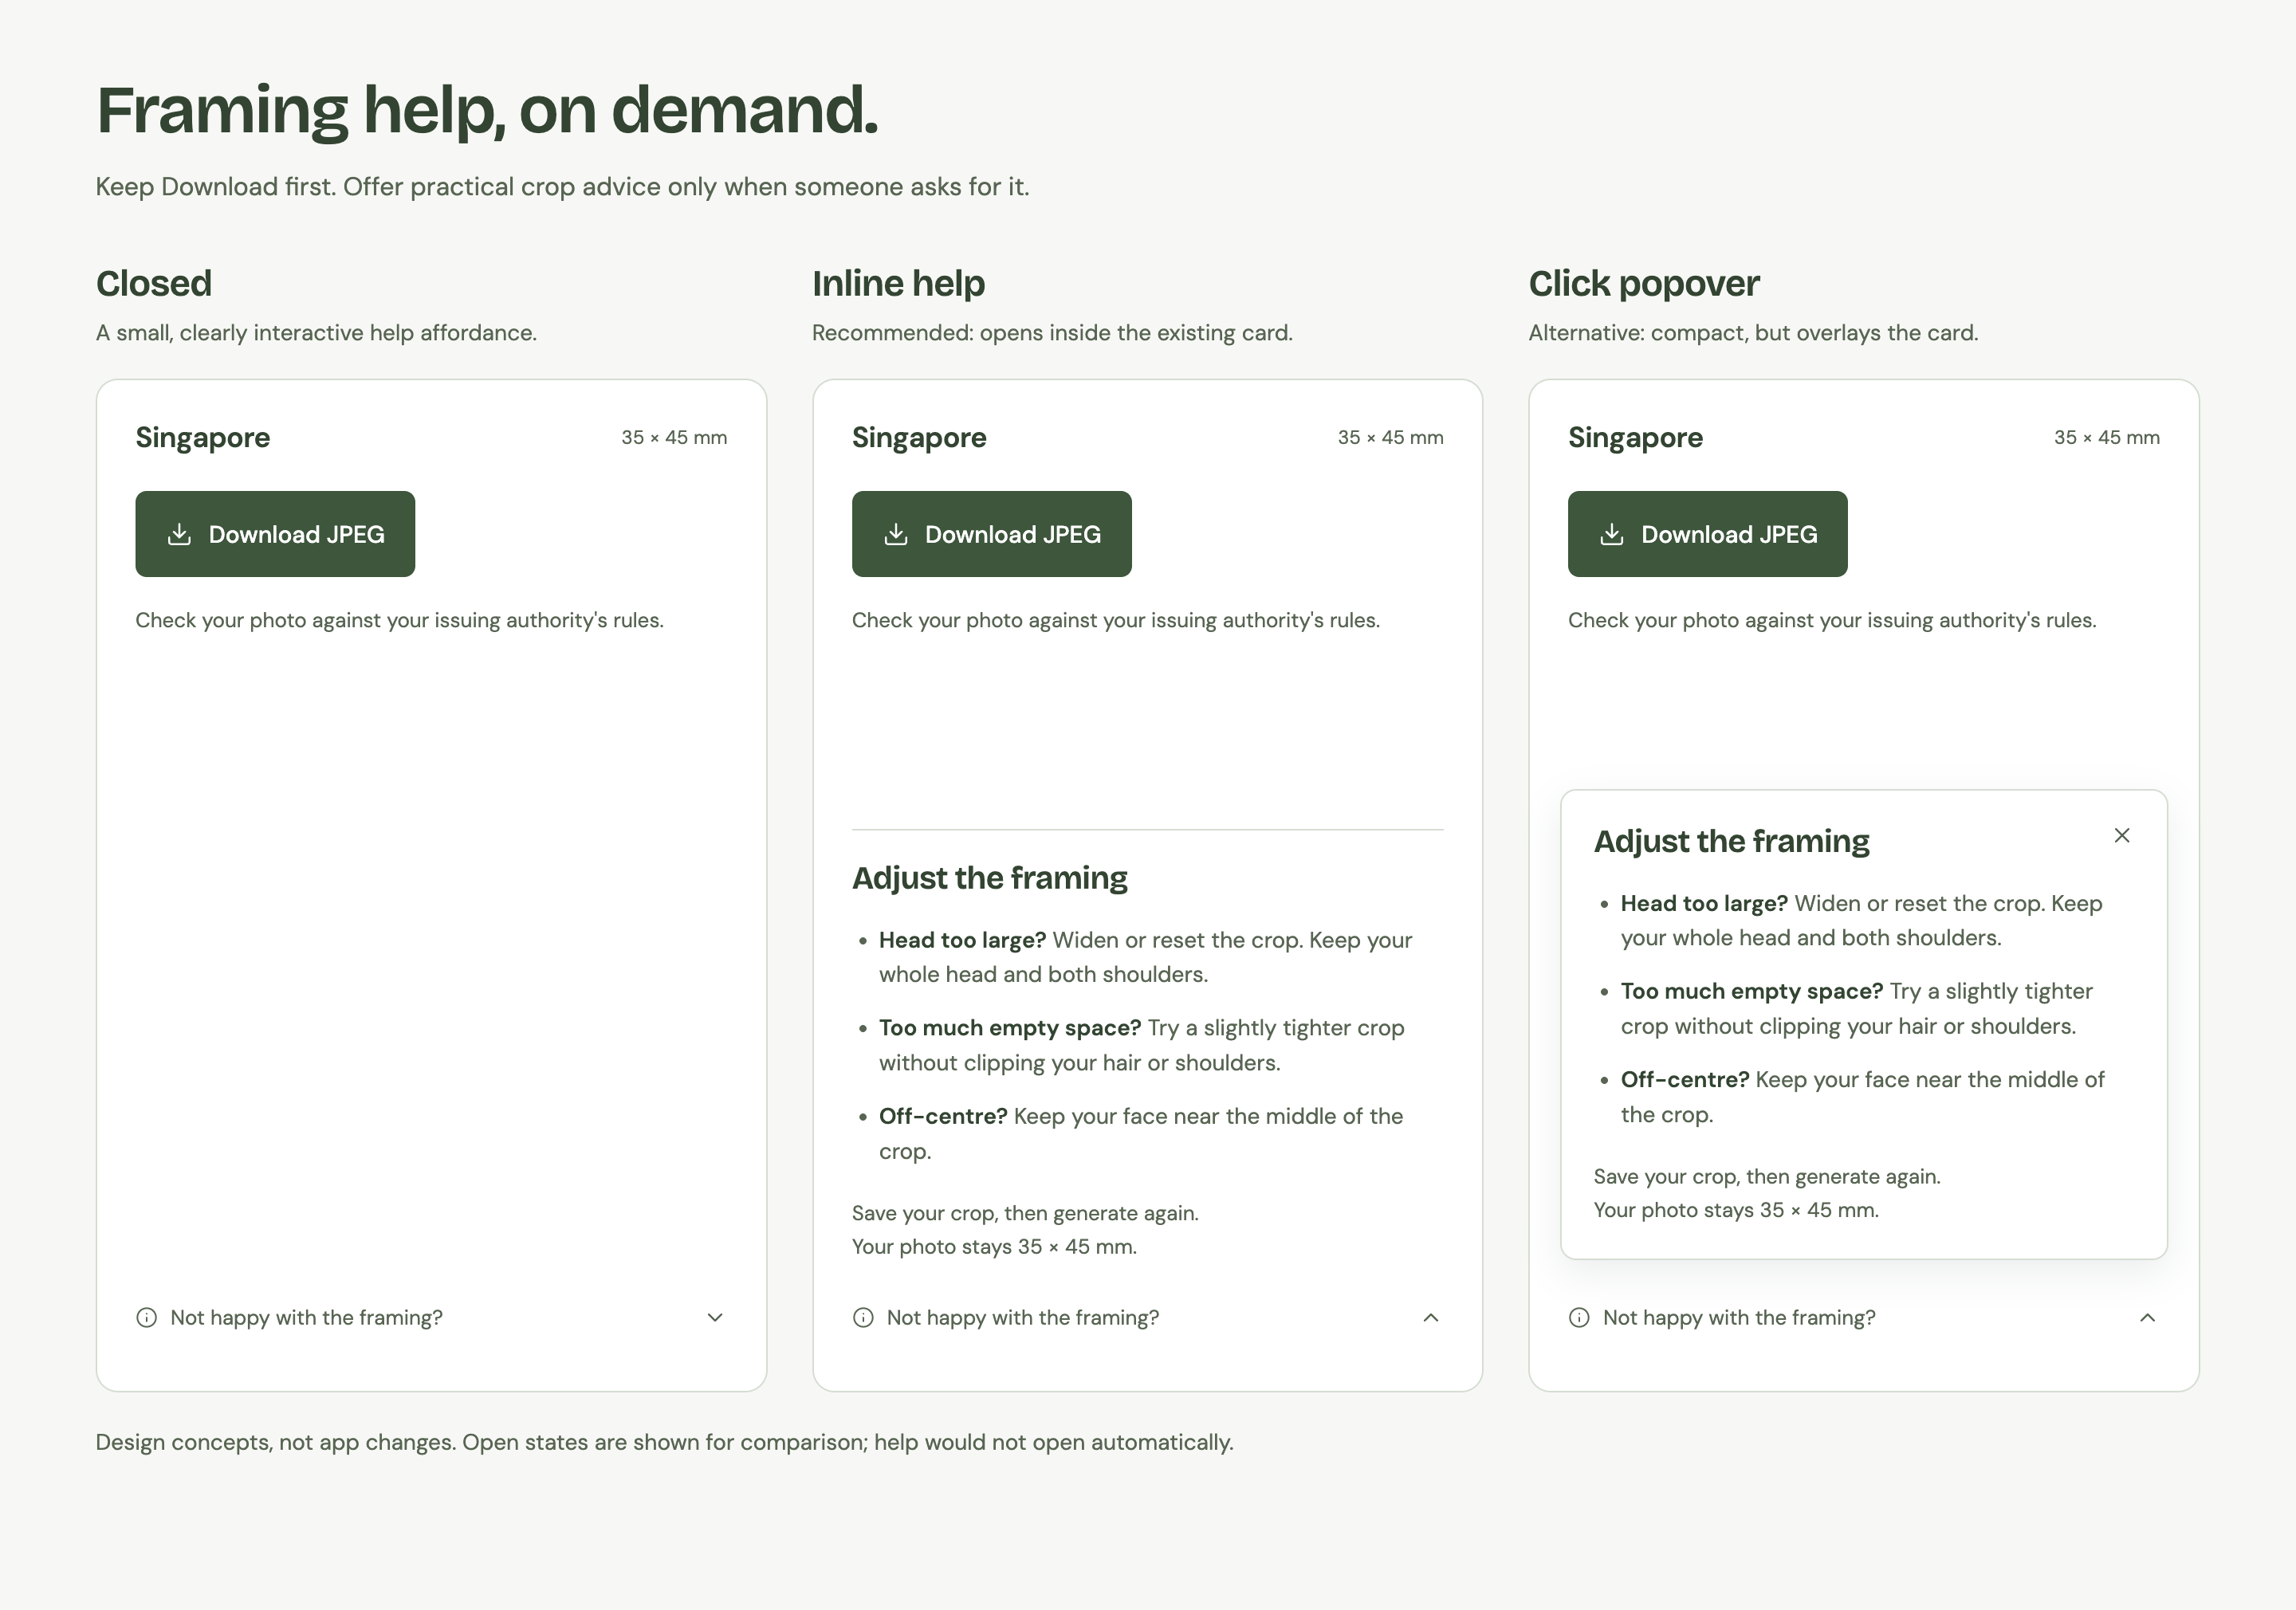 Framing help, on demand.
Keep Download first. Offer practical crop advice only when someone asks for it.
Closed
A small, clearly interactive help affordance.
Singapore
35 × 45 mm
Download JPEG
Check your photo against your issuing authority's rules.
Not happy with the framing?
Inline help
Recommended: opens inside the existing card.
Singapore
35 × 45 mm
Download JPEG
Check your photo against your issuing authority's rules.
Adjust the framing
• Head too large? Widen or reset the crop. Keep your
whole head and both shoulders.
• Too much empty space? Try a slightly tighter crop
without clipping your hair or shoulders.
• Off-centre? Keep your face near the middle of the
crop.
Save your crop, then generate again.
Your photo stays 35 × 45 mm.
Not happy with the framing?
Click popover
Alternative: compact, but overlays the card.
Singapore
35 × 45 mm
Download JPEG
Check your photo against your issuing authority's rules.
Adjust the framing
• Head too large? Widen or reset the crop. Keep
your whole head and both shoulders.
• Too much empty space? Try a slightly tighter
crop without clipping your hair or shoulders.
• Off-centre? Keep your face near the middle of
the crop.
Save your crop, then generate again.
Your photo stays 35 × 45 mm.
Not happy with the framing?
Design concepts, not app changes. Open states are shown for comparison; help would not open automatically.